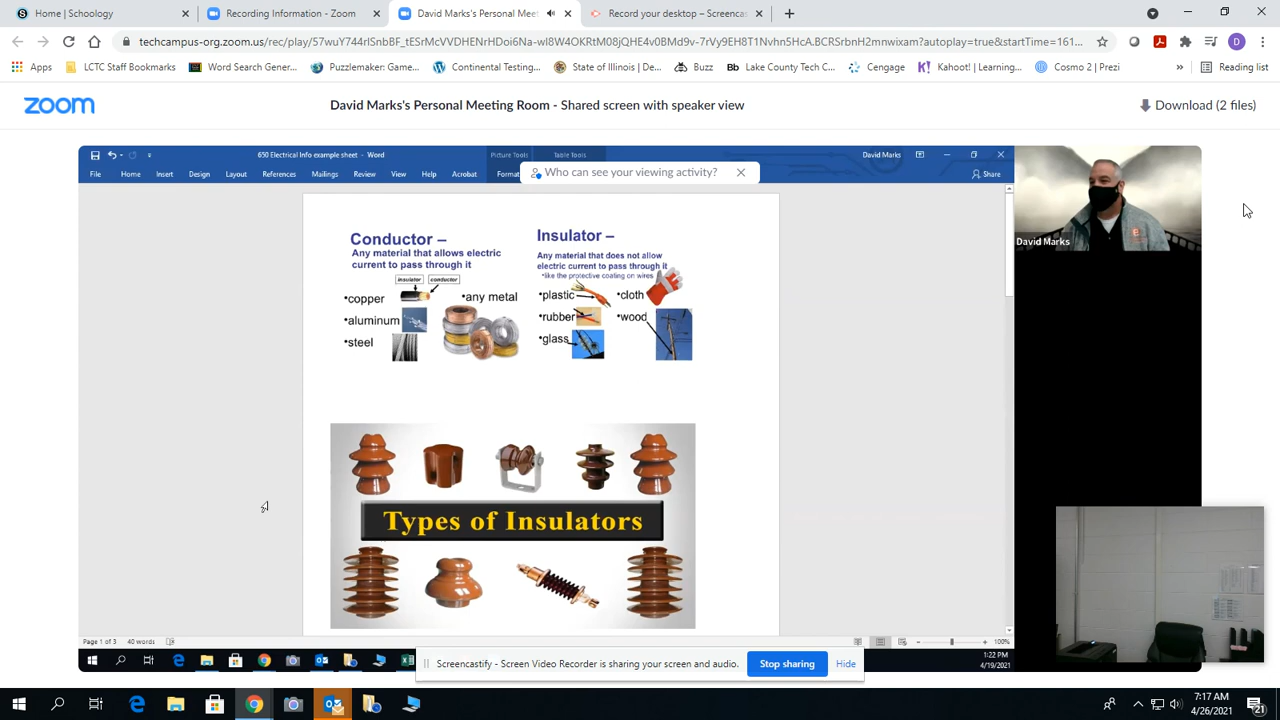 Home | Schoology
Recording Information - Zoom
David Marks's Personal Meet
Record your desktop – Screencas
techcampus-org.zoom.us/rec/play/57wuY744rISnbBF_tESrMcVVDHENrHDoi6Na-wl8W4OKRtM08jQHE4v0BMd9v-7rVy9EH8T1Nvhn5HcA.BCRSrbnH2mnwixam?autoplay=true&startTime=161...
Apps LCTC Staff Bookmarks Word Search Gener... Puzzlemaker: Game... Continental Testing... State of Illinois | De... Buzz Bb Lake County Tech C... Cengage Kahoot! | Learning... Cosmo 2 | Prezi » Reading list
zoom David Marks's Personal Meeting Room - Shared screen with speaker view Download (2 files)
650 Electrical Info example sheet - Word Picture Tools Table Tools David Marks
File Home Insert Design Layout References Mailings Review View Help Acrobat Format Share
Who can see your viewing activity?
Conductor –
Any material that allows electric
current to pass through it
insulator conductor
•copper •any metal
•aluminum
•steel
Insulator –
Any material that does not allow
electric current to pass through it
•like the protective coating on wires
•plastic •cloth
•rubber •wood
•glass
Types of Insulators
David Marks
Page 1 of 3 40 words 100%
1:22 PM
4/19/2021
Screencastify - Screen Video Recorder is sharing your screen and audio. Stop sharing Hide
7:17 AM
4/26/2021
21